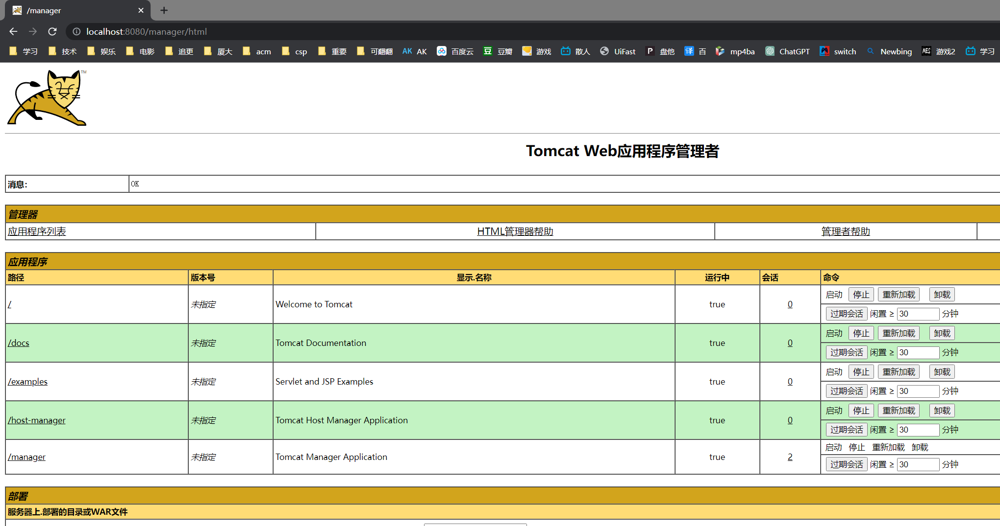 /manager
localhost:8080/manager/html
学习 技术 娱乐 电影 追更 厦大 acm csp 重要 可翻翻 AK AK 百度云 豆 豆瓣 游戏 散人 UiFast P 盘他 译 百 mp4ba ChatGPT switch Newbing MES 游戏2 学习
TM
Tomcat Web应用程序管理者
消息: OK
管理器
应用程序列表 HTML管理器帮助 管理者帮助
应用程序
路径 版本号 显示.名称 运行中 会话 命令
/ 未指定 Welcome to Tomcat true 0 启动 停止 重新加载 卸载
过期会话 闲置 ≥ 30 分钟
/docs 未指定 Tomcat Documentation true 0 启动 停止 重新加载 卸载
过期会话 闲置 ≥ 30 分钟
/examples 未指定 Servlet and JSP Examples true 0 启动 停止 重新加载 卸载
过期会话 闲置 ≥ 30 分钟
/host-manager 未指定 Tomcat Host Manager Application true 0 启动 停止 重新加载 卸载
过期会话 闲置 ≥ 30 分钟
/manager 未指定 Tomcat Manager Application true 2 启动 停止 重新加载 卸载
过期会话 闲置 ≥ 30 分钟
部署
服务器上.部署的目录或WAR文件